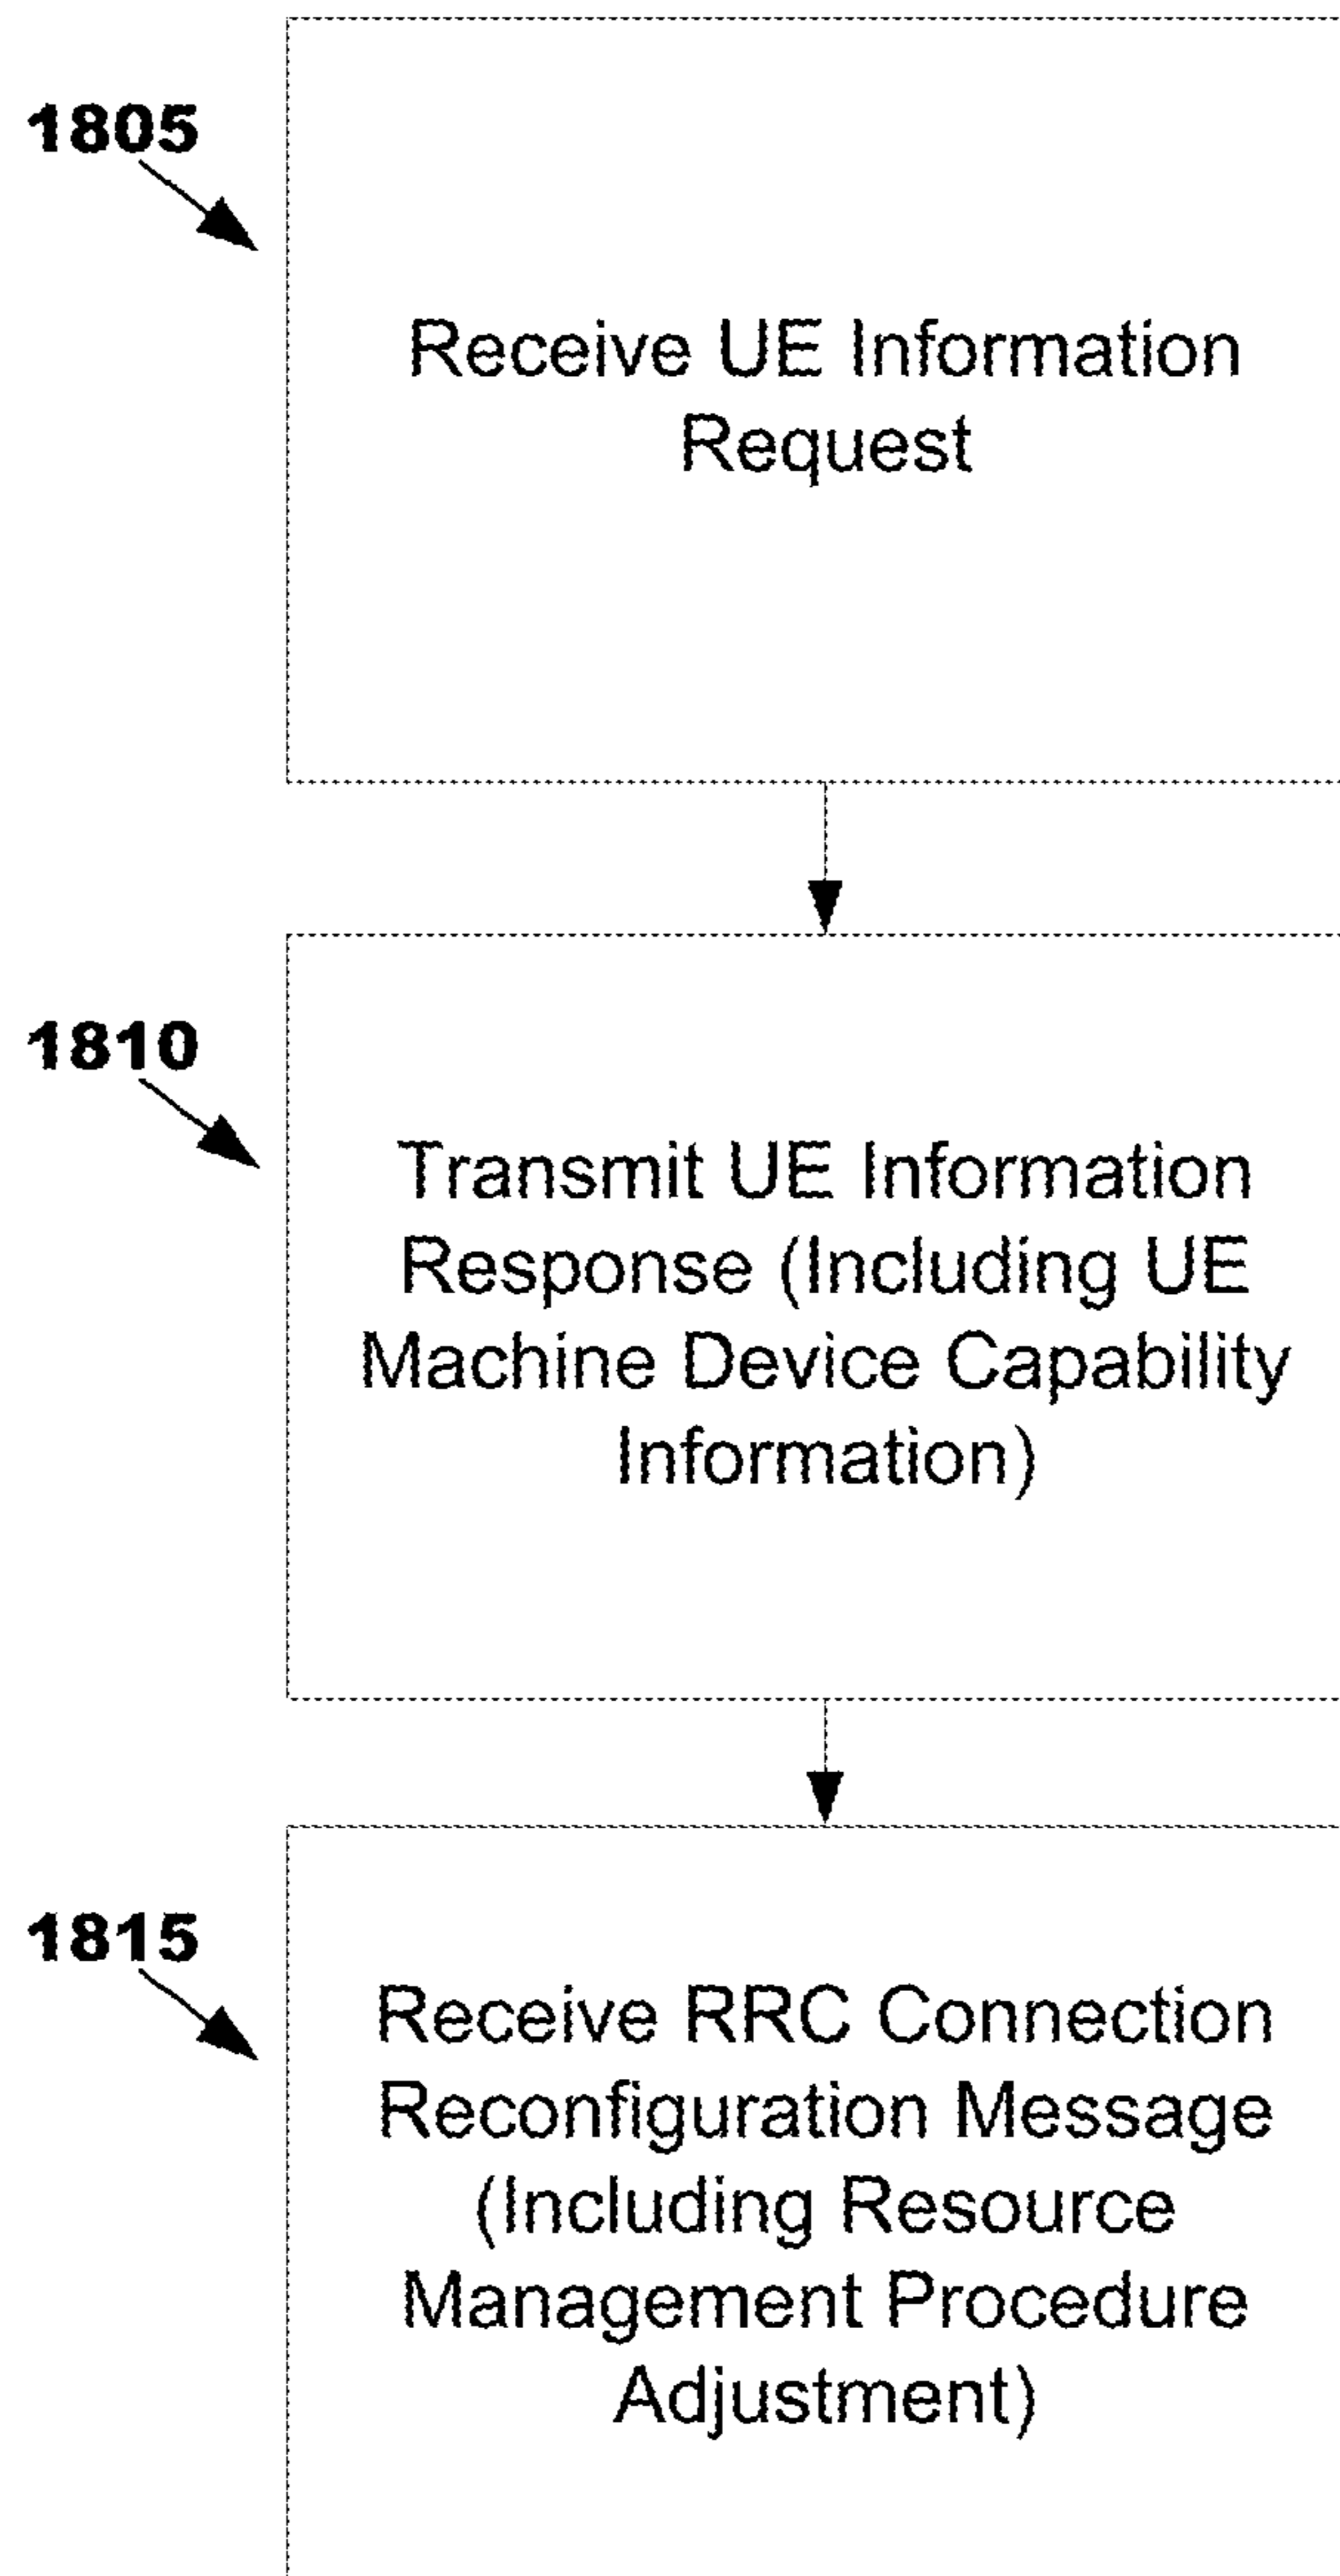 1805
Receive UE Information
Request
1810
Transmit UE Information
Response (Including UE
Machine Device Capability
Information)
1815
Receive RRC Connection
Reconfiguration Message
(Including Resource
Management Procedure
Adjustment)